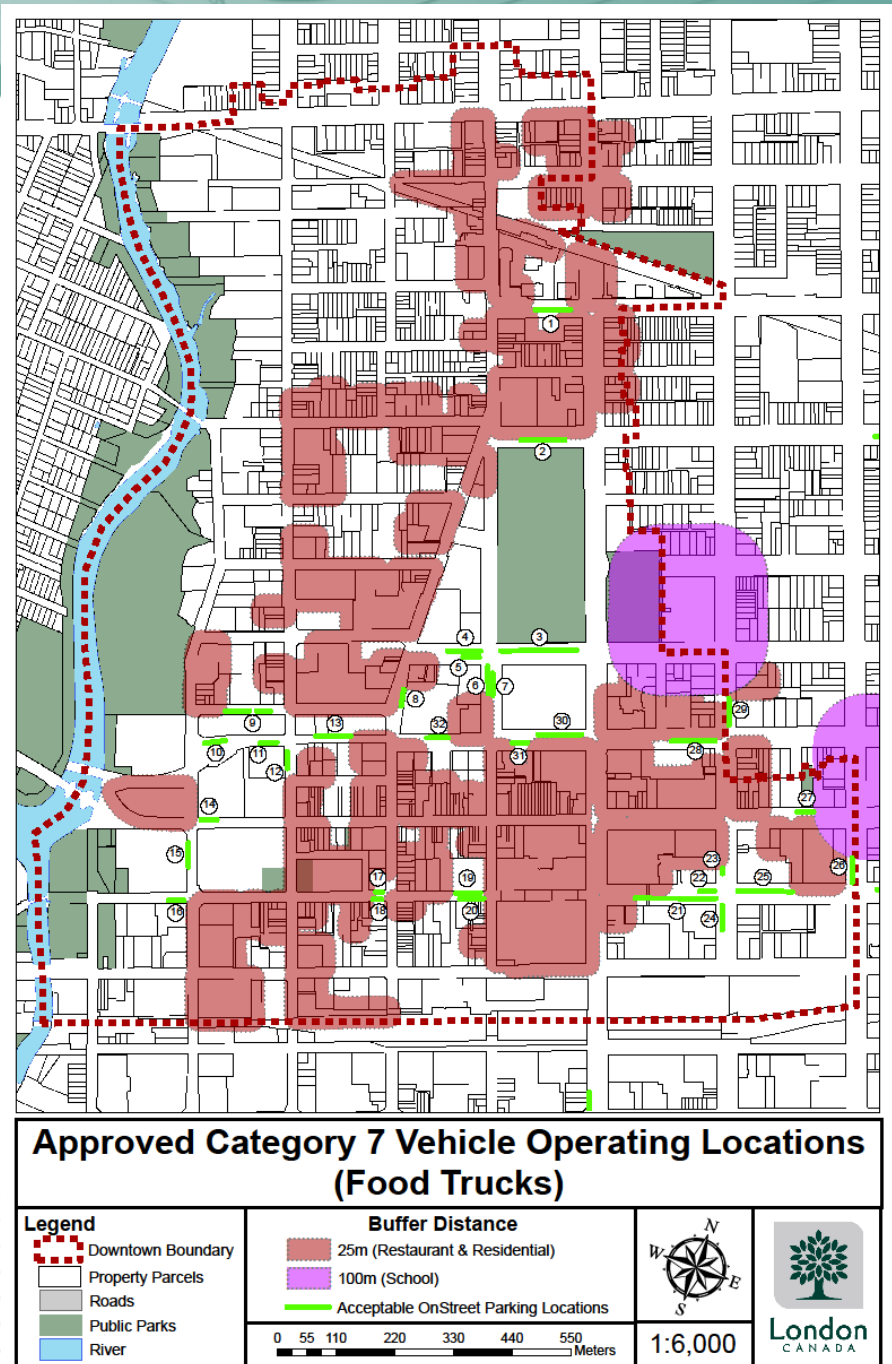 1
2
4
3
5
6
7
8
29
9
13
32
30
10
11
12
31
28
14
27
15
17
19
23
26
22
25
16
18
20
21
24
Approved Category 7 Vehicle Operating Locations
(Food Trucks)
Legend
Downtown Boundary
Property Parcels
Roads
Public Parks
River
Buffer Distance
25m (Restaurant & Residential)
100m (School)
Acceptable OnStreet Parking Locations
0 55 110 220 330 440 550
Meters
N
W
E
S
1:6,000
London
CANADA